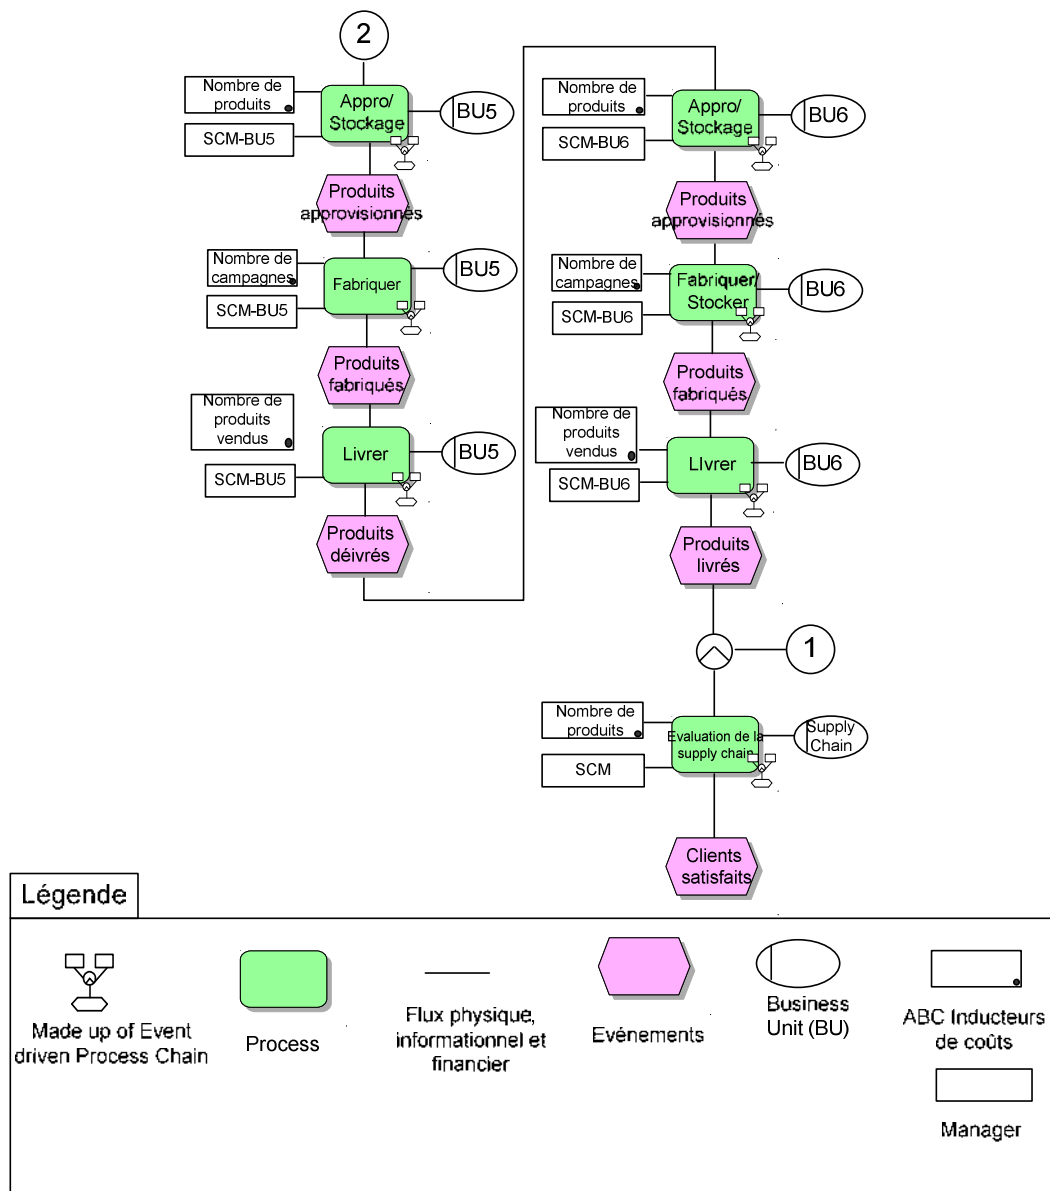 2
Nombre de
produits
Appro/
Stockage
BU5
SCM-BU5
Produits
approvisionnés
Nombre de
campagnes
Fabriquer
BU5
SCM-BU5
Produits
fabriqués
Nombre de
produits
vendus
Livrer
BU5
SCM-BU5
Produits
déivrés
Nombre de
produits
Appro/
Stockage
BU6
SCM-BU6
Produits
approvisionnés
Nombre de
campagnes
Fabriquer/
Stocker
BU6
SCM-BU6
Produits
fabriqués
Nombre de
produits
vendus
LIvrer
BU6
SCM-BU6
Produits
livrés
1
Nombre de
produits
Evaluation de la
supply chain
Supply
Chain
SCM
Clients
satisfaits
Légende
Made up of Event
driven Process Chain
Process
Flux physique,
informationnel et
financier
Evénements
Business
Unit (BU)
ABC Inducteurs
de coûts
Manager